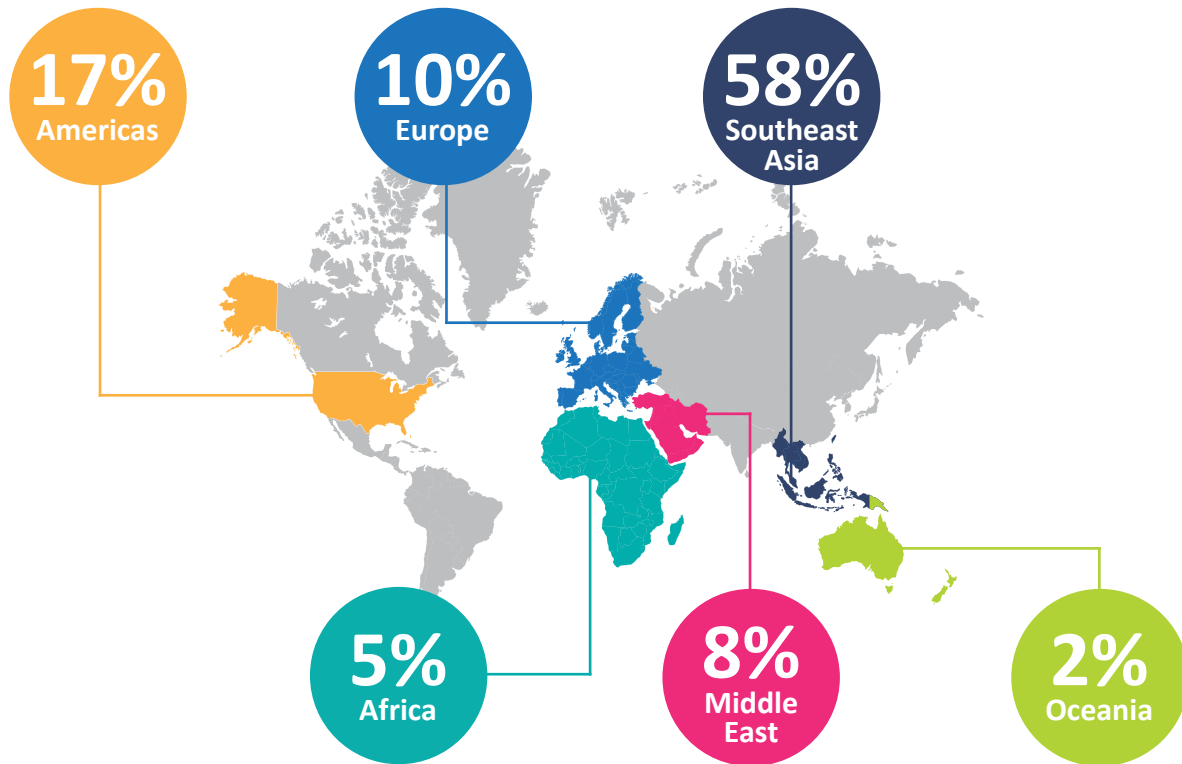 17%
Americas
10%
Europe
58%
Southeast
Asia
5%
Africa
8%
Middle
East
2%
Oceania